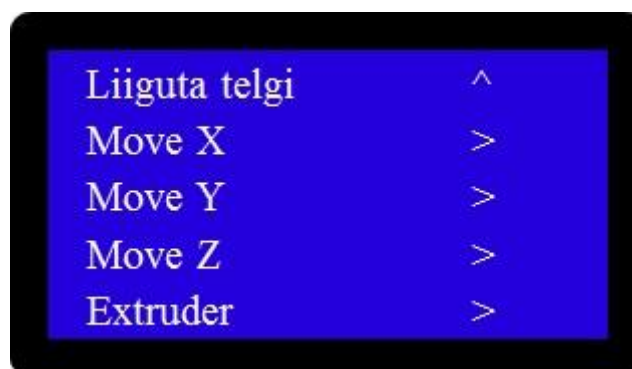 Liiguta telgi ^
Move X >
Move Y >
Move Z >
Extruder >